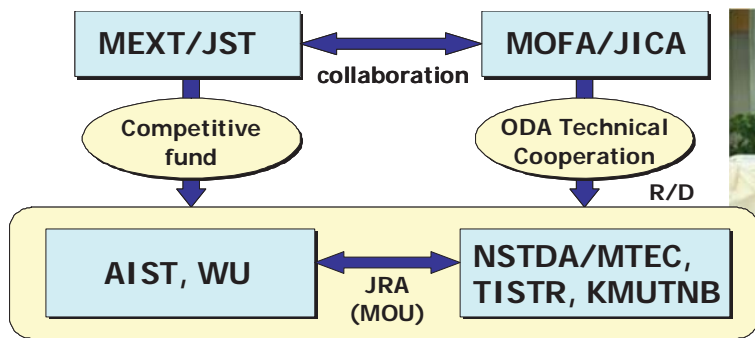 MEXT/JST
MOFA/JICA
collaboration
Competitive
fund
ODA Technical
Cooperation
R/D
AIST, WU
JRA
(MOU)
NSTDA/MTEC,
TISTR, KMUTNB